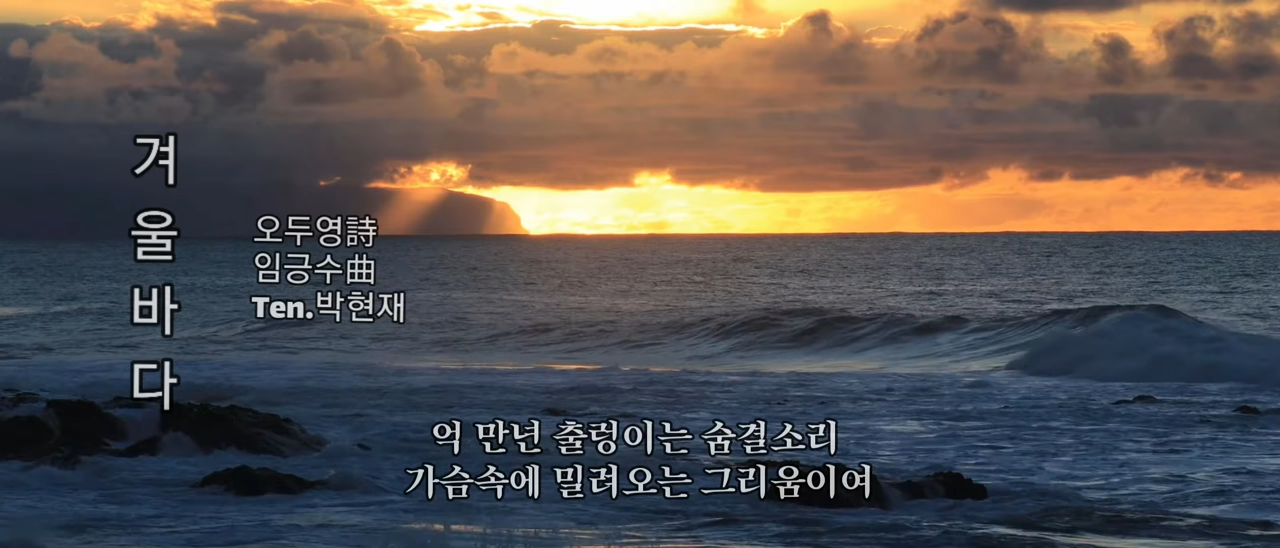 겨울바다
오두영詩
임긍수曲
Ten.박현재
억 만년 출렁이는 숨결소리
가슴속에 밀려오는 그리움이여